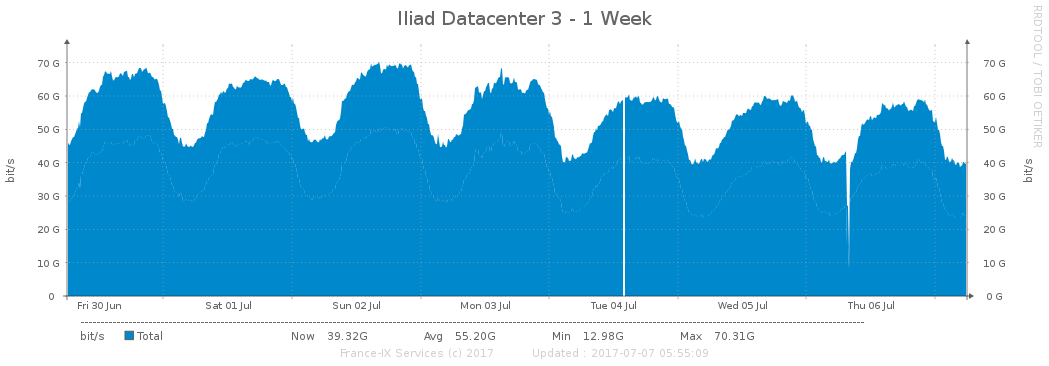 Iliad Datacenter 3 - 1 Week
RRDTOOL / TOBI OETIKER
bit/s
70 G 70 G
60 G 60 G
50 G 50 G
40 G 40 G
30 G 30 G
20 G 20 G
10 G 10 G
0 0 G
bit/s
Fri 30 Jun Sat 01 Jul Sun 02 Jul Mon 03 Jul Tue 04 Jul Wed 05 Jul Thu 06 Jul
bit/s Total Now 39.32G Avg 55.20G Min 12.98G Max 70.31G
France-IX Services (c) 2017 Updated : 2017-07-07 05:55:09